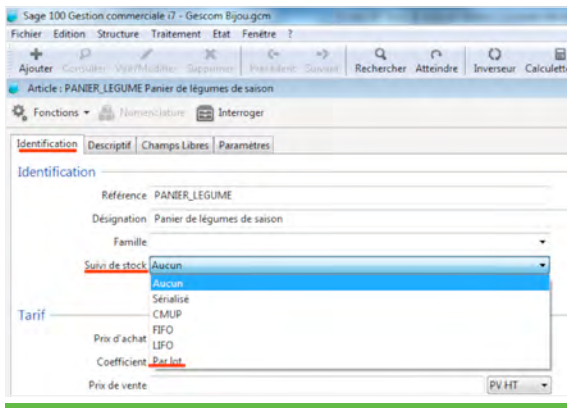 Sage 100 Gestion commerciale i7 - Gescom Bijou.gcm
Fichier Edition Structure Traitement Etat Fenêtre ?
Ajouter Consulter Voir/Modifier Supprimer Précédent Suivant Rechercher Atteindre Inverseur Calculette
Article : PANIER_LEGUME Panier de légumes de saison
Fonctions Nomenclature Interroger
Identification Descriptif Champs Libres Paramètres
Identification
Référence PANIER_LEGUME
Désignation Panier de légumes de saison
Famille
Suivi de stock Aucun
Aucun
Sérialisé
CMUP
FIFO
LIFO
Par lot
Tarif
Prix d'achat
Coefficient
Prix de vente PV HT